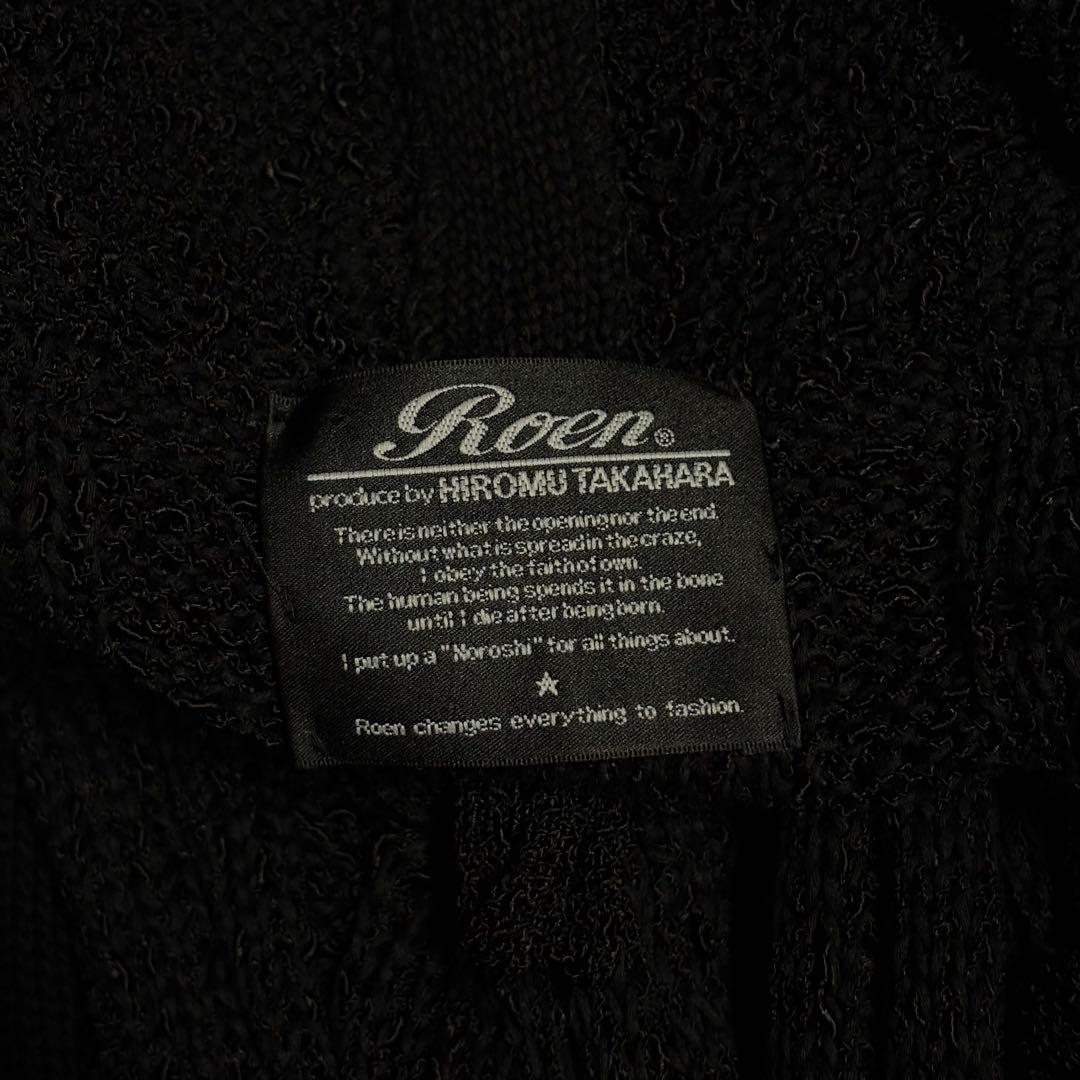 Roen®
produce by HIROMU TAKAHARA
There is neither the opening nor the end.
Without what is spread in the craze,
I obey the faith of own.
The human being spends it in the bone
until I die after being born.
I put up a "Noroshi" for all things about.
Roen changes everything to fashion.